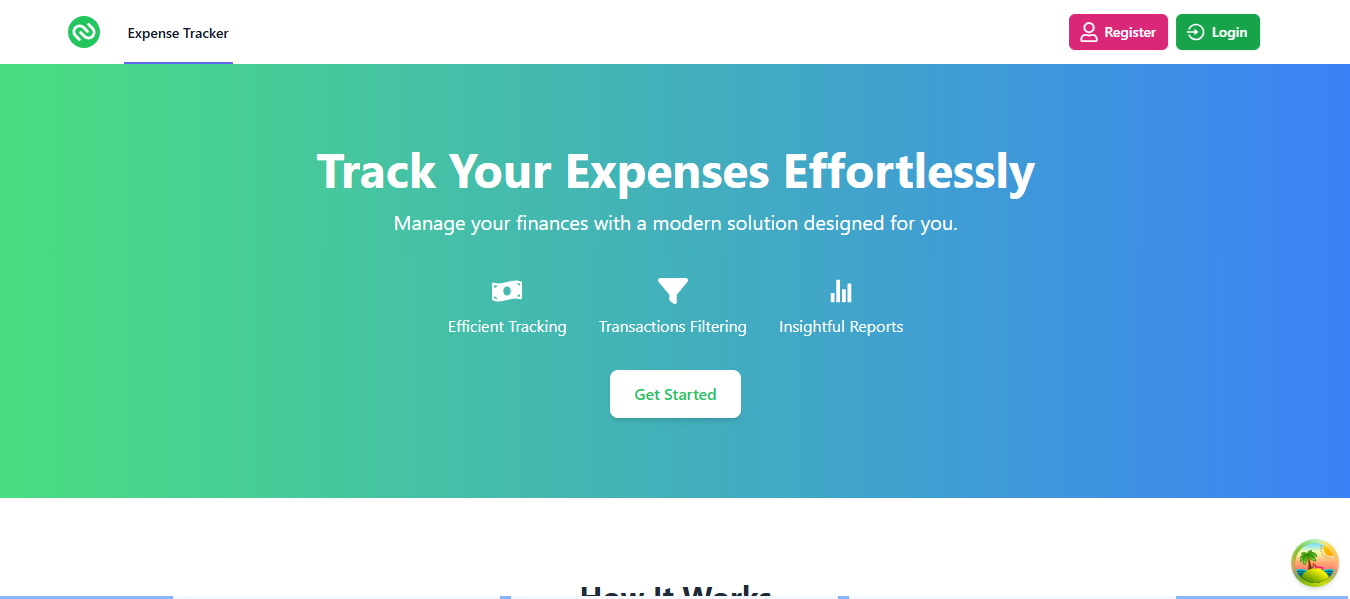 Expense Tracker
Register
Login
Track Your Expenses Effortlessly
Manage your finances with a modern solution designed for you.
Efficient Tracking
Transactions Filtering
Insightful Reports
Get Started
How It Works